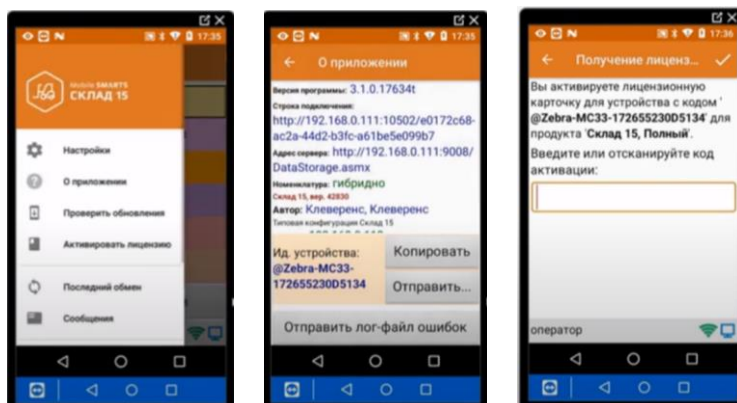 17:35
Mobile SMARTS
СКЛАД 15
Настройки
О приложении
Проверить обновления
Активировать лицензию
Последний обмен
Сообщения
17:35
О приложении
Версия программы: 3.1.0.17634t
Строка подключения:
http://192.168.0.111:10502/e0172c68-
ac2a-44d2-b3fc-a61be5e099b7
Адрес сервера: http://192.168.0.111:9008/
DataStorage.asmx
Номенклатура: гибридно
Склад 15, вер. 42830
Автор: Клеверенс, Клеверенс
Типовая конфигурация Склад 15
Ид. устройства:
@Zebra-MC33-
172655230D5134
Копировать
Отправить...
Отправить лог-файл ошибок
17:36
Получение лиценз...
Вы активируете лицензионную
карточку для устройства с кодом '
@Zebra-MC33-172655230D5134' для
продукта 'Склад 15, Полный'.
Введите или отсканируйте код
активации:
оператор